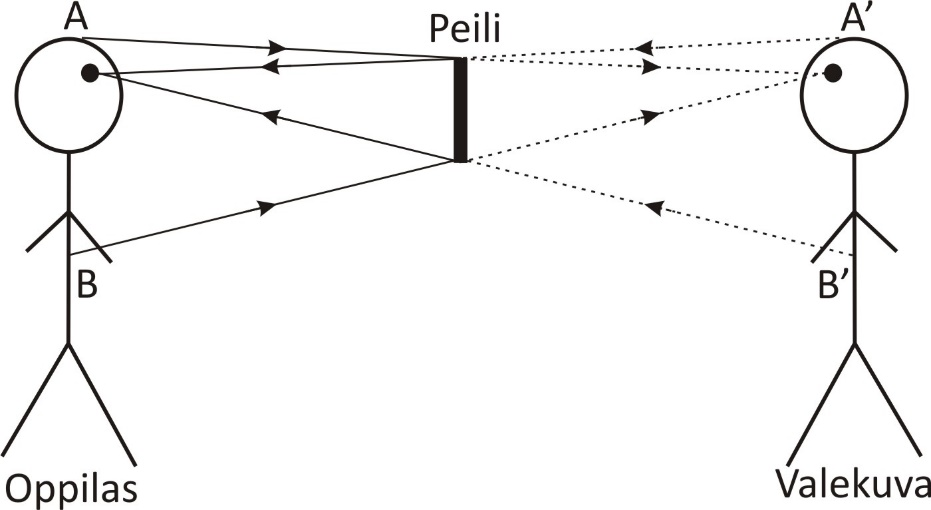 A
Peili
A’
B
B’
Oppilas
Valekuva